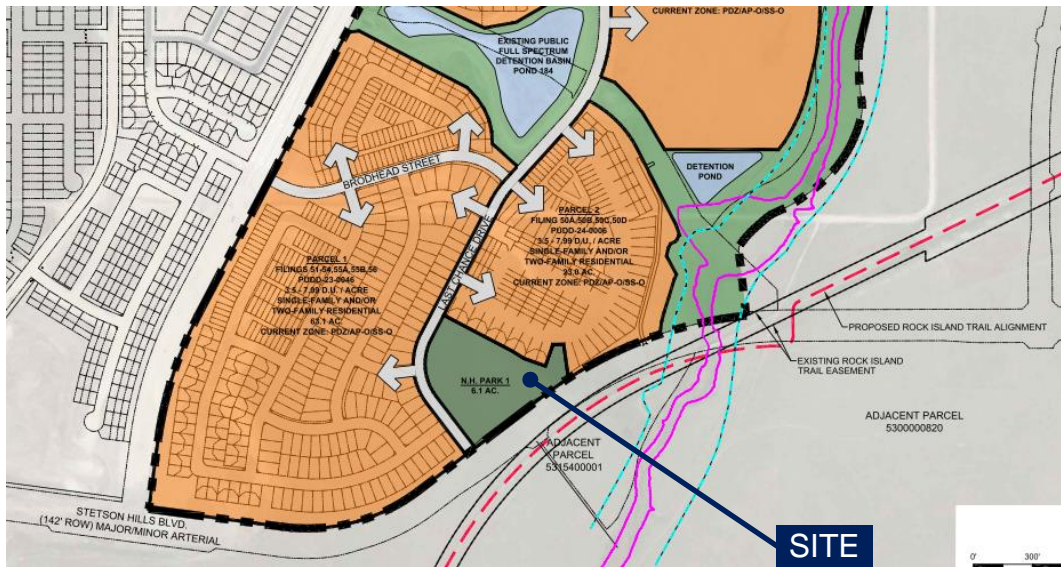 CURRENT ZONE: PDZ/AP-O/SS-O
EXISTING PUBLIC
FULL SPECTRUM
DETENTION BASIN
POND 184
DETENTION
POND
BRODHEAD STREET
LAST CHANCE DRIVE
PARCEL 2
FILING 50A,50B,50C,50D
PUDD-24-0006
3.5 - 7.99 D.U. / ACRE
SINGLE-FAMILY AND/OR
TWO-FAMILY RESIDENTIAL
23.0 AC.
CURRENT ZONE: PDZ/AP-O/SS-O
PARCEL 1
FILINGS 51-54,55A,55B,56
PUDD-23-0046
3.5 - 7.99 D.U. / ACRE
SINGLE-FAMILY AND/OR
TWO-FAMILY RESIDENTIAL
63.1 AC.
CURRENT ZONE: PDZ/AP-O/SS-O
PROPOSED ROCK ISLAND TRAIL ALIGNMENT
EXISTING ROCK ISLAND
TRAIL EASEMENT
N.H. PARK 1
6.1 AC.
ADJACENT PARCEL
5300000820
ADJACENT
PARCEL
5315400001
STETSON HILLS BLVD.
(142' ROW) MAJOR/MINOR ARTERIAL
SITE
0' 300'